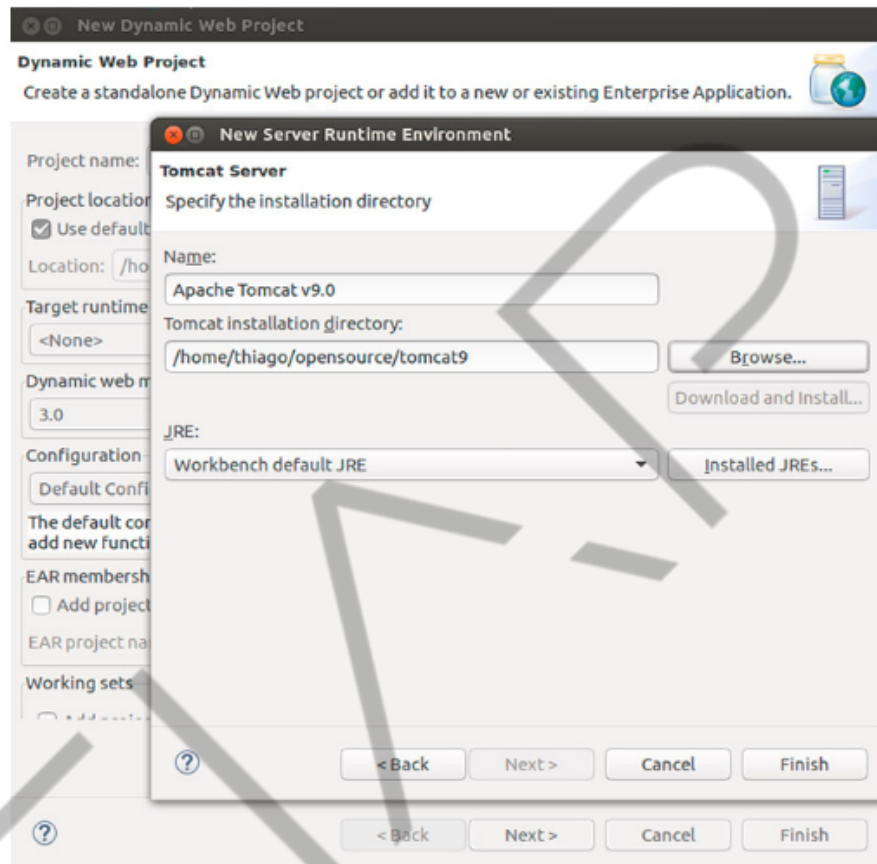 New Dynamic Web Project
Dynamic Web Project
Create a standalone Dynamic Web project or add it to a new or existing Enterprise Application.
New Server Runtime Environment
Project name:
Tomcat Server
Project location
Specify the installation directory
Use default
Name:
Location: /ho
Apache Tomcat v9.0
Target runtime
Tomcat installation directory:
<None>
/home/thiago/opensource/tomcat9
Browse...
Dynamic web m
Download and Install...
3.0
JRE:
Configuration
Workbench default JRE
Installed JREs...
Default Confi
The default con
add new functi
EAR membersh
Add project
EAR project na
Working sets
< Back
Next >
Cancel
Finish
< Back
Next >
Cancel
Finish